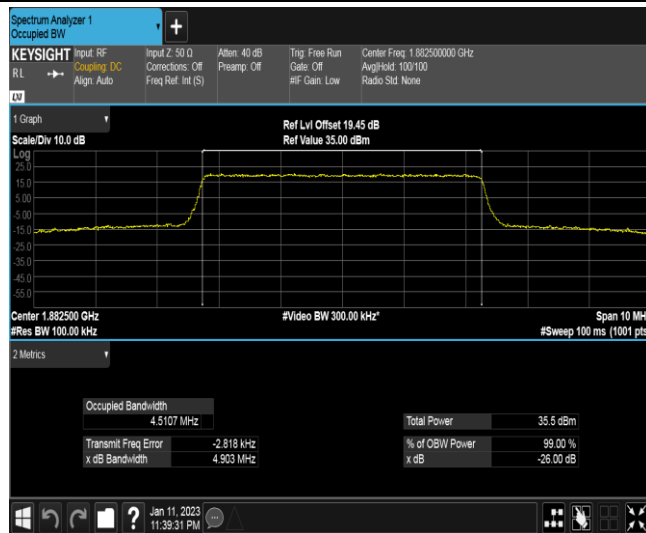 Spectrum Analyzer 1
Occupied BW
+
KEYSIGHT
R L
Input: RF
Coupling: DC
Align: Auto
Input Z: 50 Ω
Corrections: Off
Freq Ref: Int (S)
Atten: 40 dB
Preamp: Off
Trig: Free Run
Gate: Off
#IF Gain: Low
Center Freq: 1.882500000 GHz
Avg|Hold: 100/100
Radio Std: None
1 Graph
Scale/Div 10.0 dB
Ref Lvl Offset 19.45 dB
Ref Value 35.00 dBm
Log
25.0
15.0
5.00
-5.00
-15.0
-25.0
-35.0
-45.0
-55.0
Center 1.882500 GHz
#Res BW 100.00 kHz
#Video BW 300.00 kHz*
Span 10 MH
#Sweep 100 ms (1001 pts
2 Metrics
Occupied Bandwidth
4.5107 MHz
Transmit Freq Error -2.818 kHz
x dB Bandwidth 4.903 MHz
Total Power 35.5 dBm
% of OBW Power 99.00 %
x dB -26.00 dB
?
Jan 11, 2023
11:39:31 PM